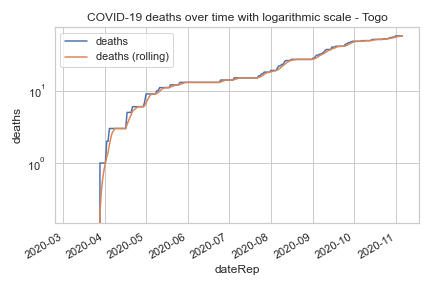 COVID-19 deaths over time with logarithmic scale - Togo
deaths
deaths (rolling)
deaths
10¹
10⁰
2020-03
2020-04
2020-05
2020-06
2020-07
2020-08
2020-09
2020-10
2020-11
dateRep